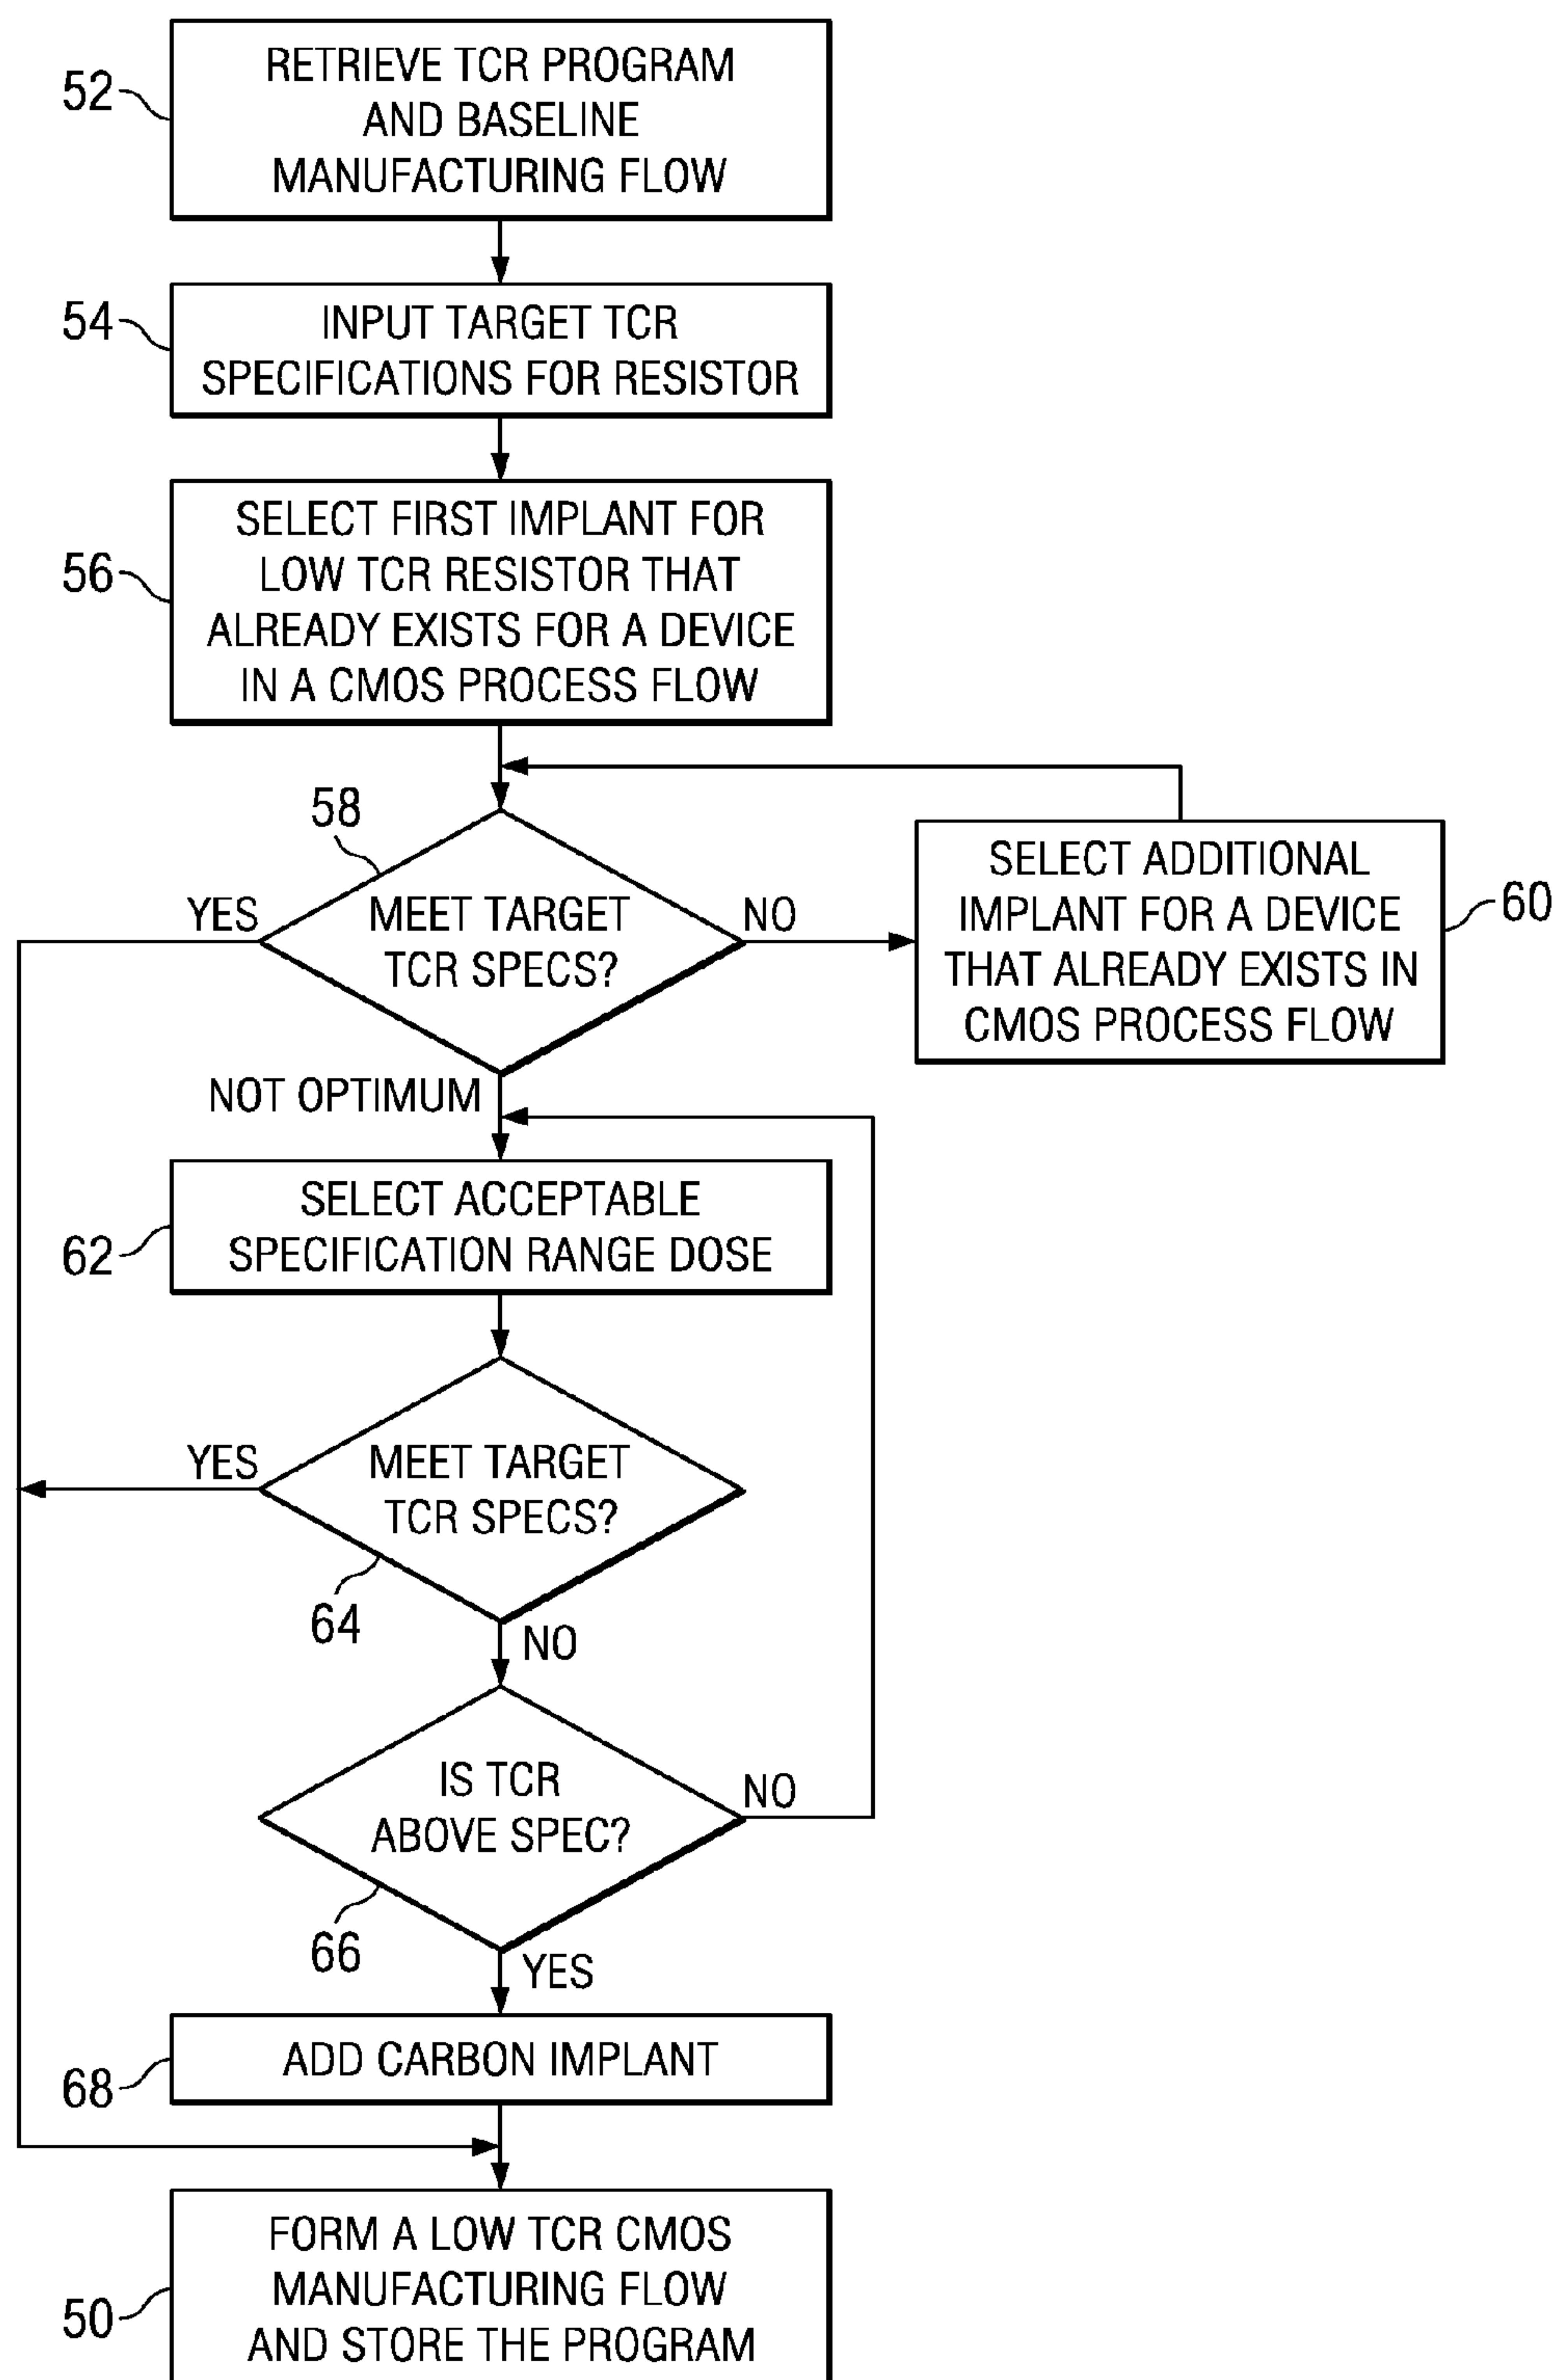 RETRIEVE TCR PROGRAM
AND BASELINE
MANUFACTURING FLOW
52
INPUT TARGET TCR
SPECIFICATIONS FOR RESISTOR
54
SELECT FIRST IMPLANT FOR
LOW TCR RESISTOR THAT
ALREADY EXISTS FOR A DEVICE
IN A CMOS PROCESS FLOW
56
58
MEET TARGET
TCR SPECS?
YES
NO
SELECT ADDITIONAL
IMPLANT FOR A DEVICE
THAT ALREADY EXISTS IN
CMOS PROCESS FLOW
60
NOT OPTIMUM
SELECT ACCEPTABLE
SPECIFICATION RANGE DOSE
62
YES
MEET TARGET
TCR SPECS?
64
NO
IS TCR
ABOVE SPEC?
NO
66
YES
ADD CARBON IMPLANT
68
FORM A LOW TCR CMOS
MANUFACTURING FLOW
AND STORE THE PROGRAM
50